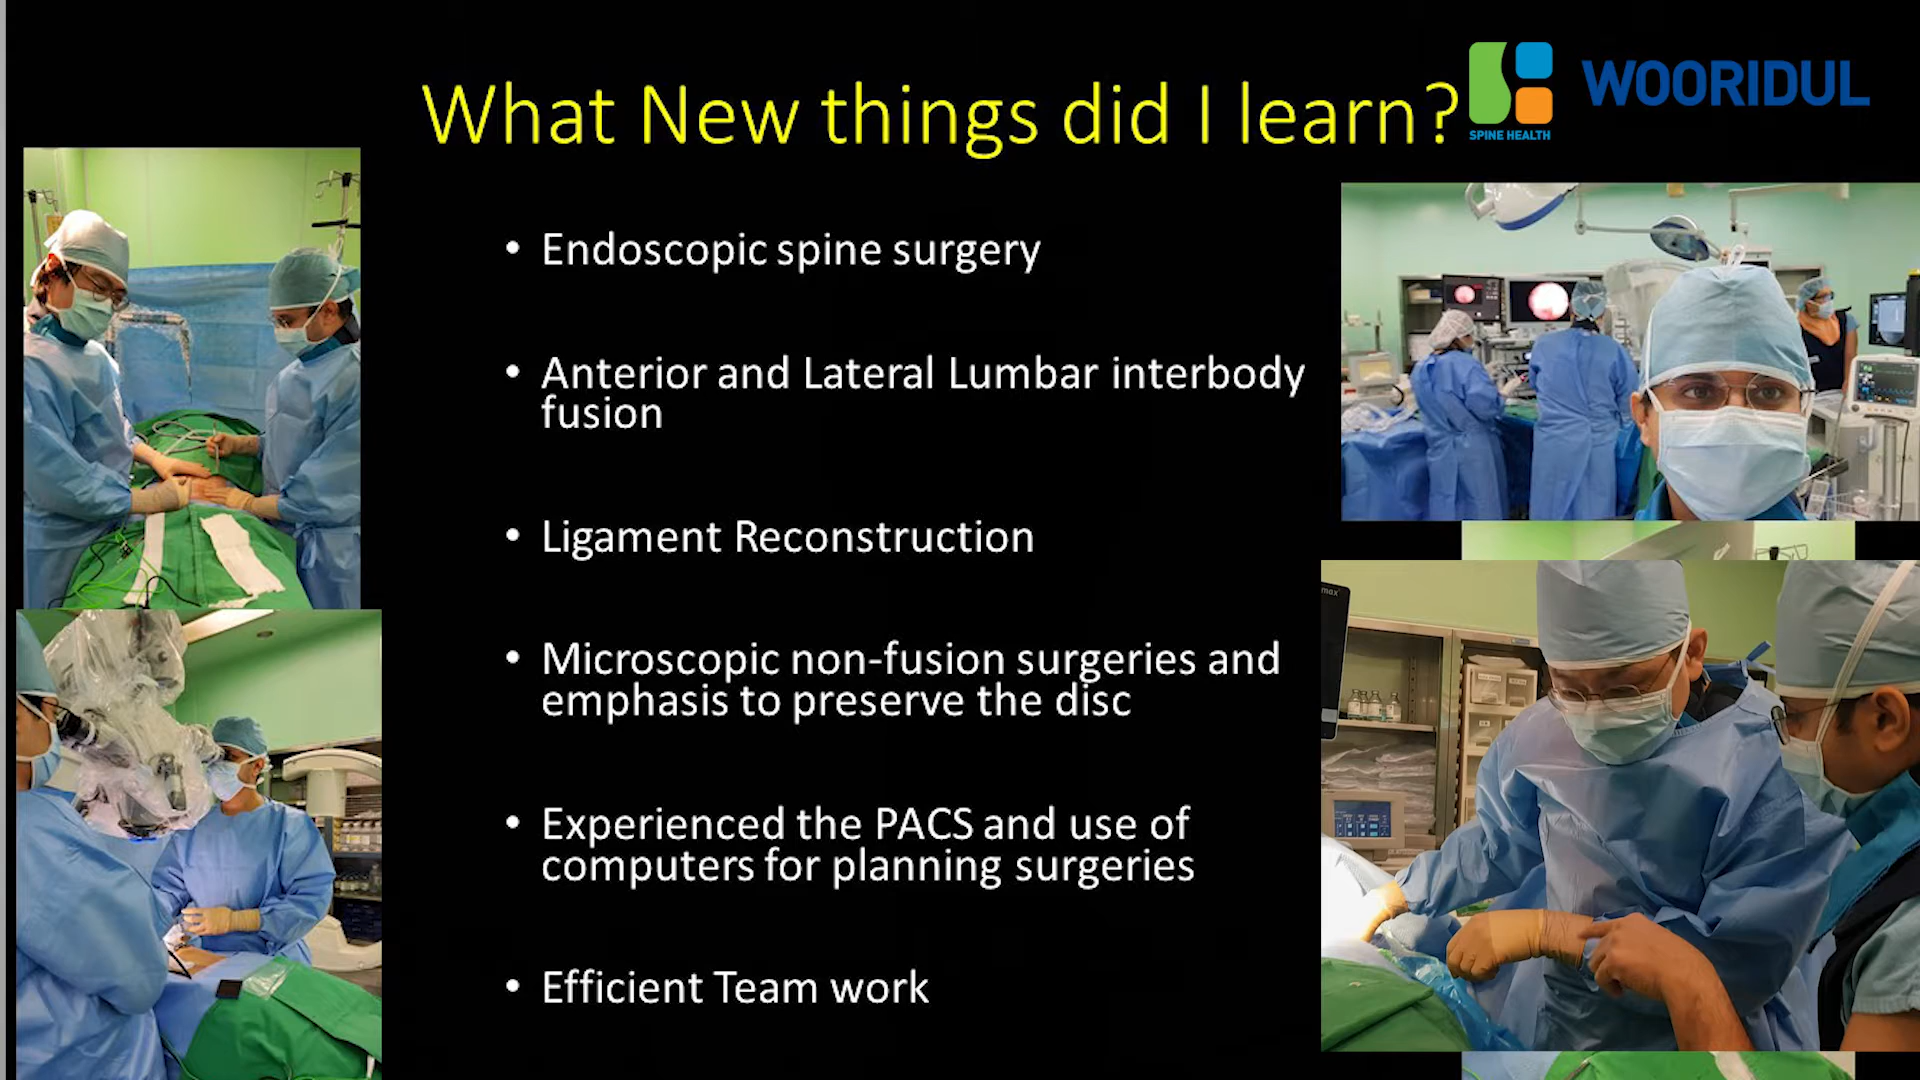 What New things did I learn?
SPINE HEALTH
WOORIDUL
• Endoscopic spine surgery
• Anterior and Lateral Lumbar interbody
fusion
• Ligament Reconstruction
• Microscopic non-fusion surgeries and
emphasis to preserve the disc
• Experienced the PACS and use of
computers for planning surgeries
• Efficient Team work
max